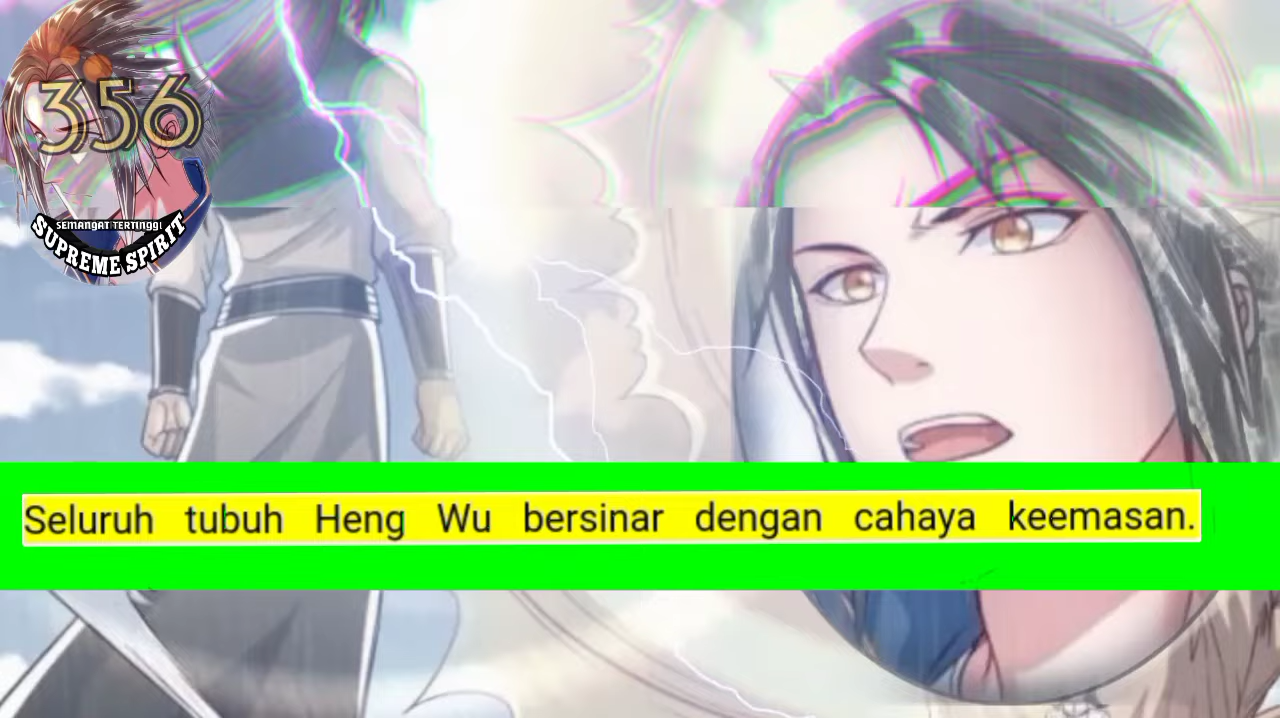 356
SEMANGAT TERTINGGI
SUPREME SPIRIT
Seluruh tubuh Heng Wu bersinar dengan cahaya keemasan.